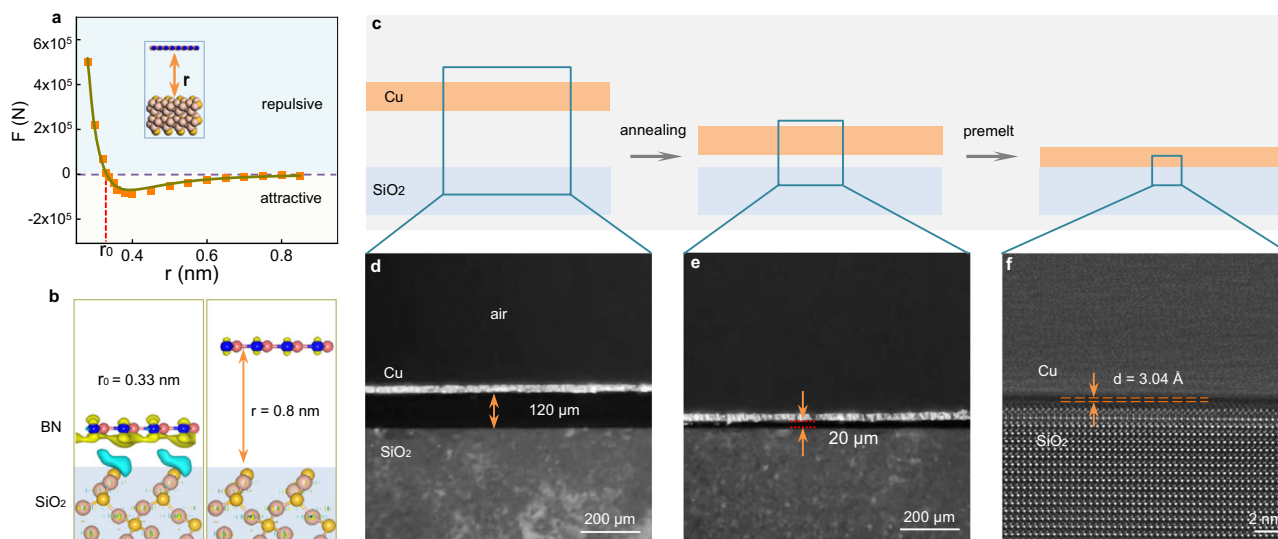 a
F (N)
6x10⁵
4x10⁵
2x10⁵
0
-2x10⁵
r
repulsive
attractive
r₀
0.4
0.6
0.8
r (nm)
b
r₀ = 0.33 nm
r = 0.8 nm
BN
SiO₂
c
Cu
SiO₂
annealing
premelt
d
air
Cu
120 µm
SiO₂
200 µm
e
20 µm
200 µm
f
Cu
d = 3.04 Å
SiO₂
2 nm